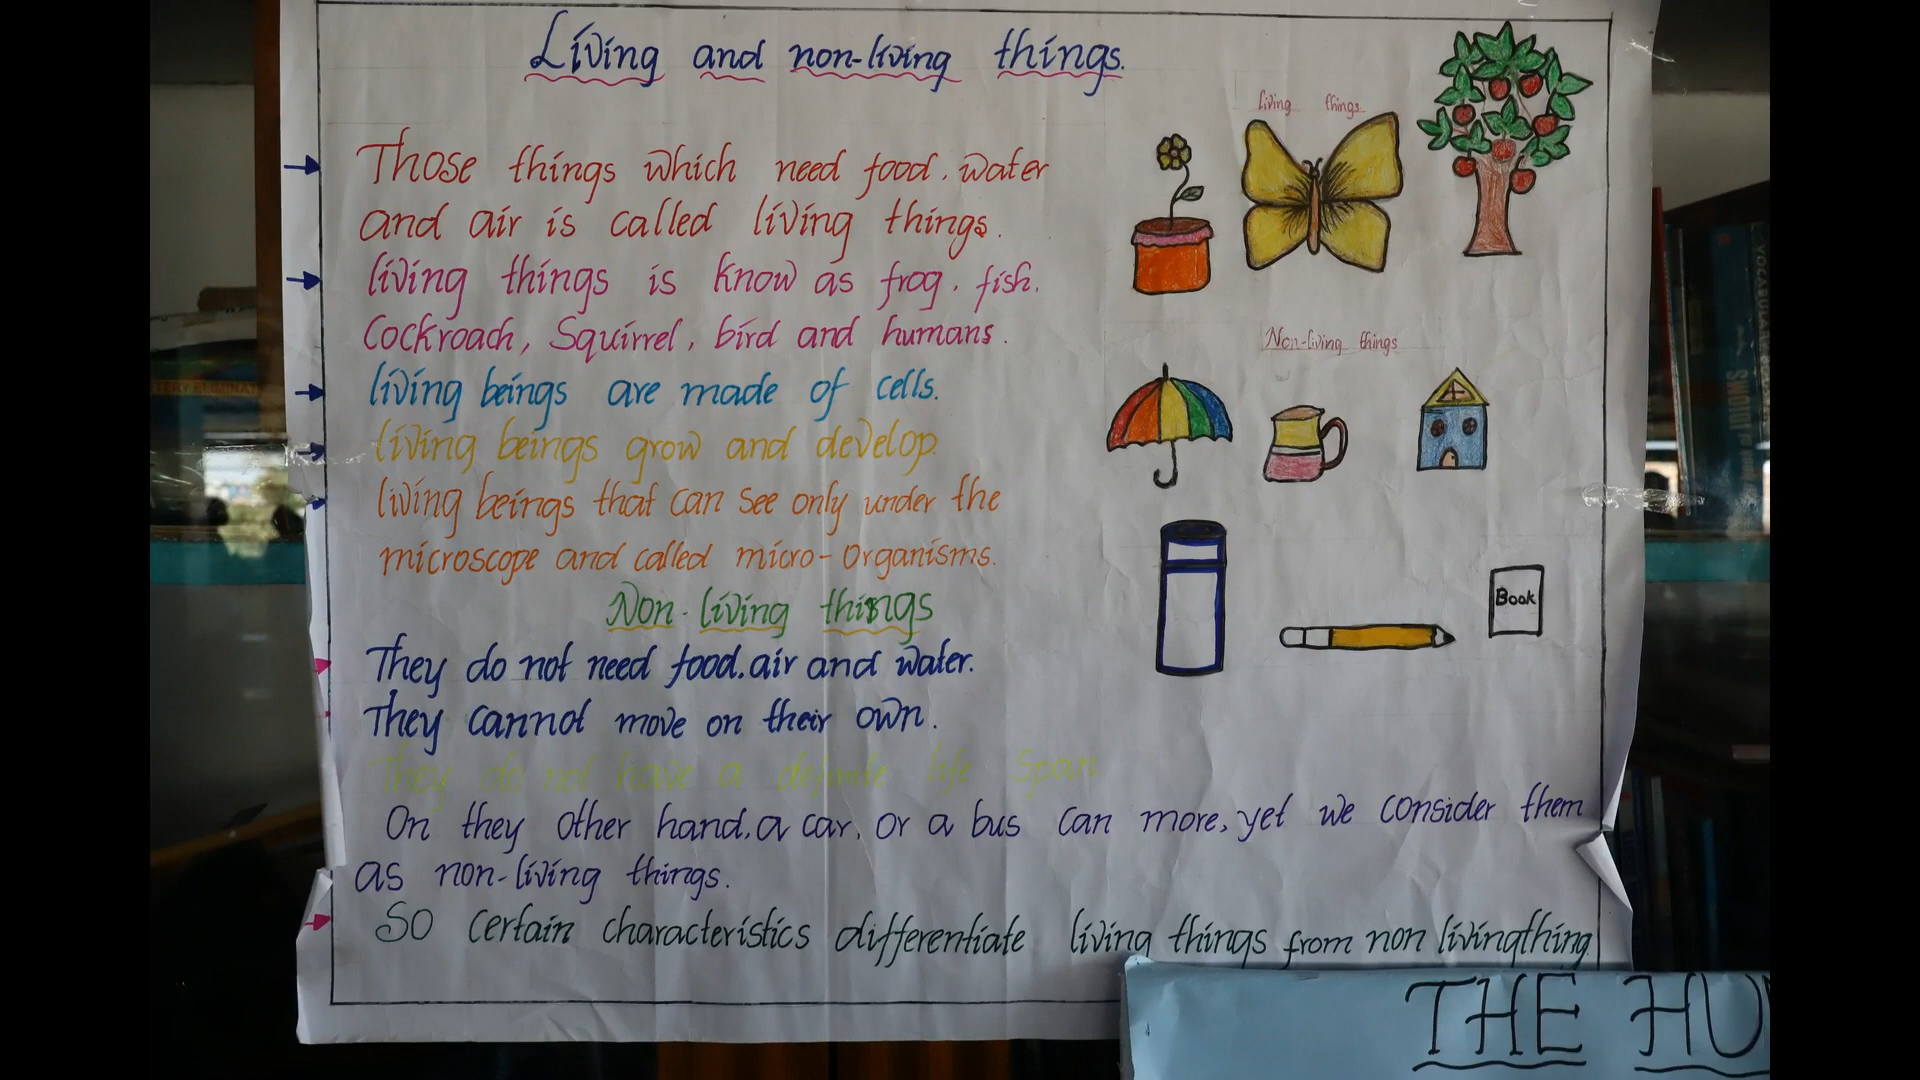 Living and non-living things.
Those things which need food. water
and air is called living things.
living things is know as frog. fish.
Cockroach, Squirrel, bird and humans.
living beings are made of cells.
living beings grow and develop.
living beings that can see only under the
microscope and called micro-organisms.
Non-living things
They do not need food.air and water.
They cannot move on their own.
They do not have a definite life span
On they other hand.a car, or a bus can more, yet we consider them
as non-living things.
So certain characteristics differentiate living things from non livingthing
living things
Non-living things
Book
THE HU